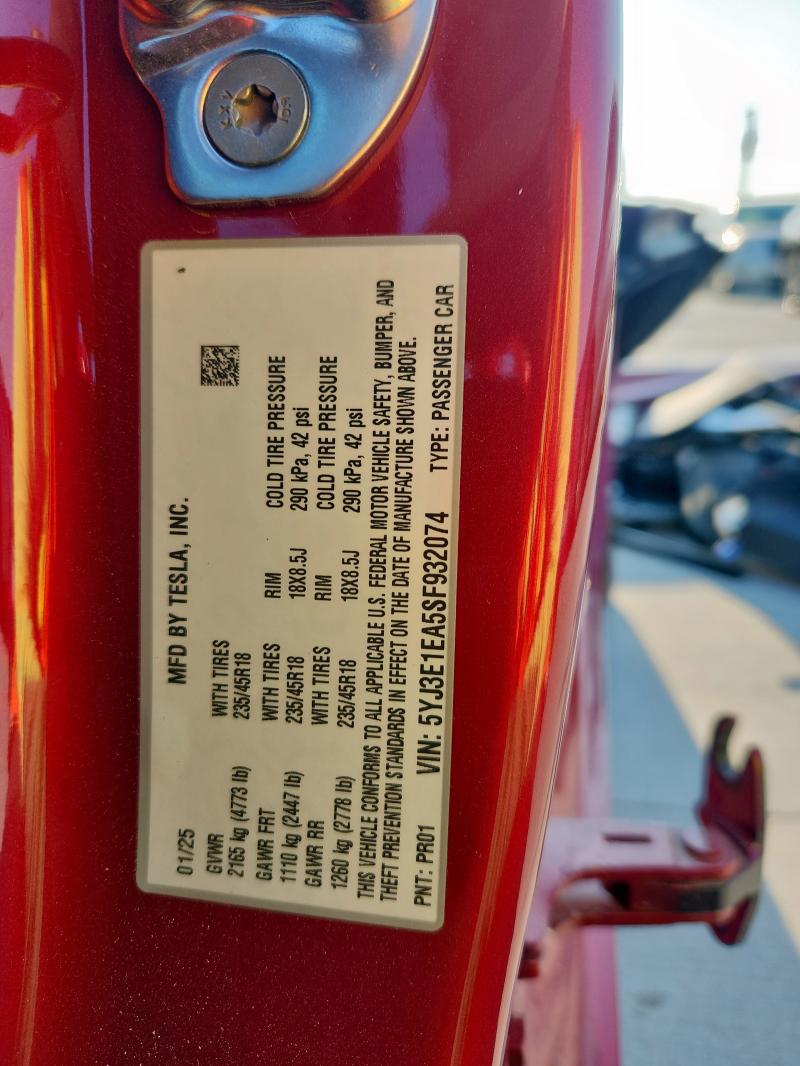 01/25 MFD BY TESLA, INC.
GVWR WITH TIRES
2165 kg (4773 lb) 235/45R18
GAWR FRT WITH TIRES RIM COLD TIRE PRESSURE
1110 kg (2447 lb) 235/45R18 18X8.5J 290 kPa, 42 psi
GAWR RR WITH TIRES RIM COLD TIRE PRESSURE
1260 kg (2778 lb) 235/45R18 18X8.5J 290 kPa, 42 psi
THIS VEHICLE CONFORMS TO ALL APPLICABLE U.S. FEDERAL MOTOR VEHICLE SAFETY, BUMPER, AND
THEFT PREVENTION STANDARDS IN EFFECT ON THE DATE OF MANUFACTURE SHOWN ABOVE.
PNT: PR01 VIN: 5YJ3E1EA5SF932074 TYPE: PASSENGER CAR